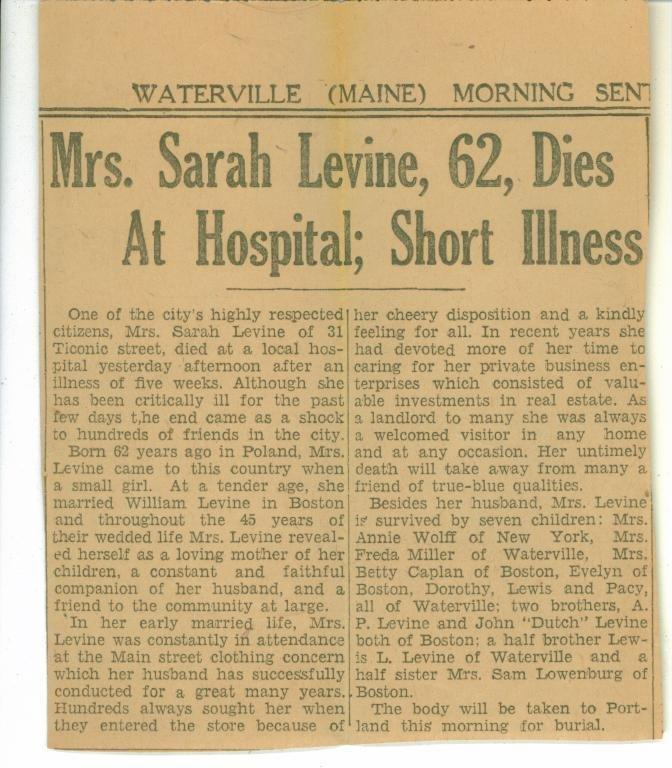 WATERVILLE (MAINE) MORNING SENT
Mrs. Sarah Levine, 62, Dies
At Hospital; Short Illness
One of the city's highly respected
citizens, Mrs. Sarah Levine of 31
Ticonic street, died at a local hos-
pital yesterday afternoon after an
illness of five weeks. Although she
has been critically ill for the past
few days t,he end came as a shock
to hundreds of friends in the city.
Born 62 years ago in Poland, Mrs.
Levine came to this country when
a small girl. At a tender age, she
married William Levine in Boston
and throughout the 45 years of
their wedded life Mrs. Levine reveal-
ed herself as a loving mother of her
children, a constant and faithful
companion of her husband, and a
friend to the community at large.
In her early married life, Mrs.
Levine was constantly in attendance
at the Main street clothing concern
which her husband has successfully
conducted for a great many years.
Hundreds always sought her when
they entered the store because of
her cheery disposition and a kindly
feeling for all. In recent years she
had devoted more of her time to
caring for her private business en-
terprises which consisted of valu-
able investments in real estate. As
a landlord to many she was always
a welcomed visitor in any home
and at any occasion. Her untimely
death will take away from many a
friend of true-blue qualities.
Besides her husband, Mrs. Levine
is survived by seven children: Mrs.
Annie Wolff of New York, Mrs.
Freda Miller of Waterville, Mrs.
Betty Caplan of Boston, Evelyn of
Boston, Dorothy, Lewis and Pacy,
all of Waterville; two brothers, A.
P. Levine and John "Dutch" Levine
both of Boston; a half brother Lew-
is L. Levine of Waterville and a
half sister Mrs. Sam Lowenburg of
Boston.
The body will be taken to Port-
land this morning for burial.